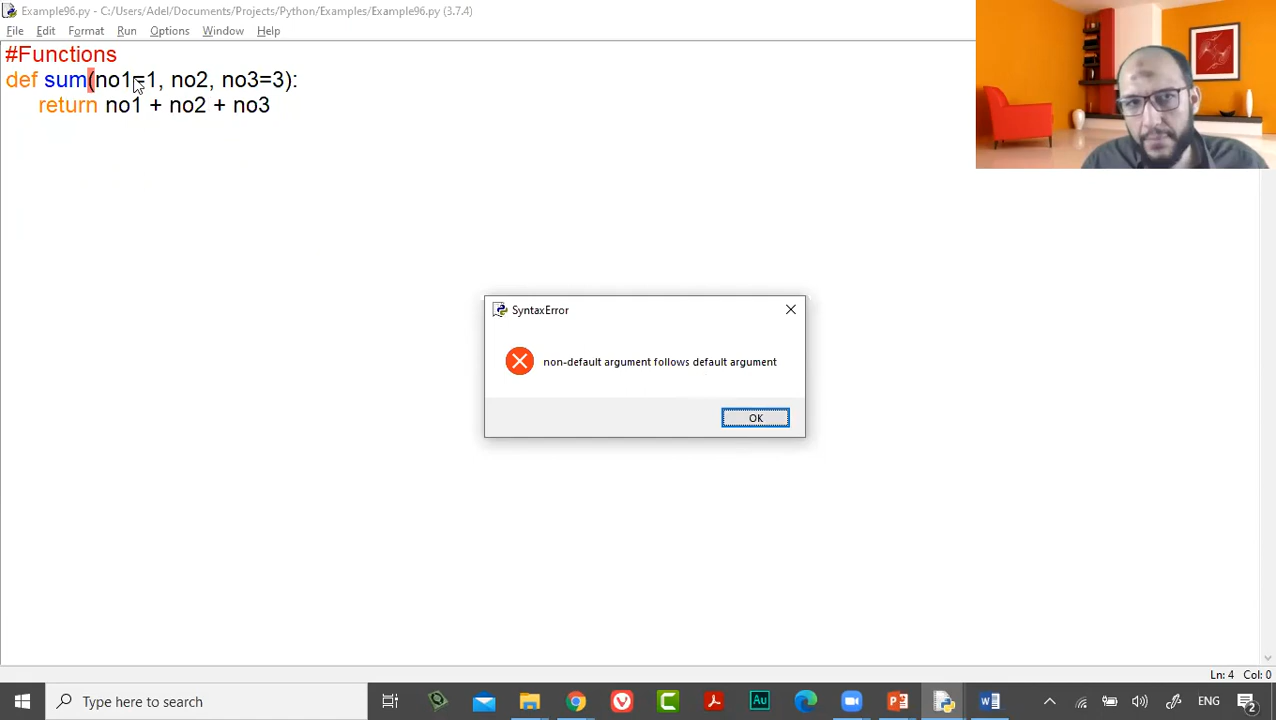 Example96.py - C:/Users/Adel/Documents/Projects/Python/Examples/Example96.py (3.7.4)
File Edit Format Run Options Window Help
#Functions
def sum(no1=1, no2, no3=3):
return no1 + no2 + no3
SyntaxError
non-default argument follows default argument
OK
Ln: 4 Col: 0
Type here to search
Au
ENG
2